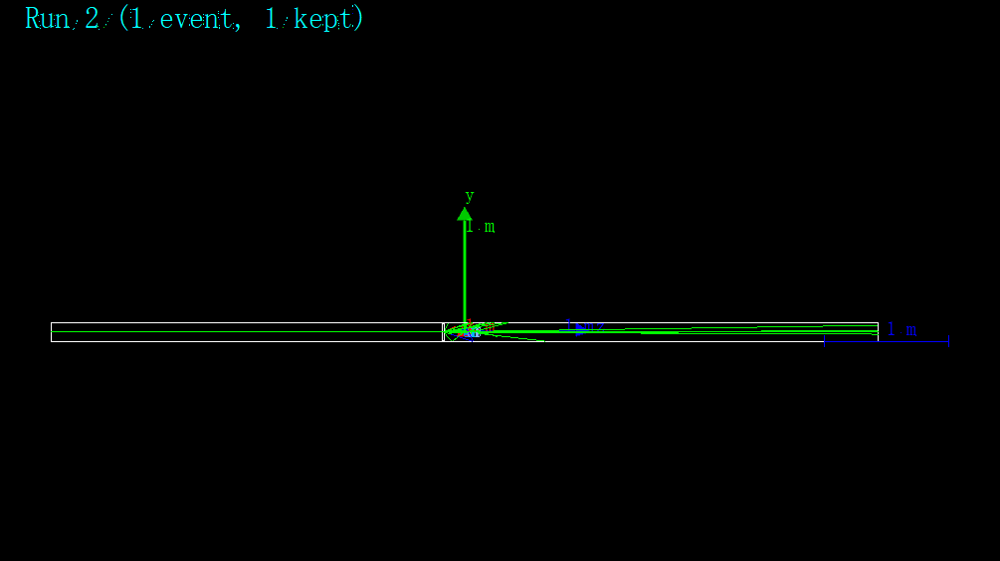 Run 2 (1 event, 1 kept)
y
1 m
1 m